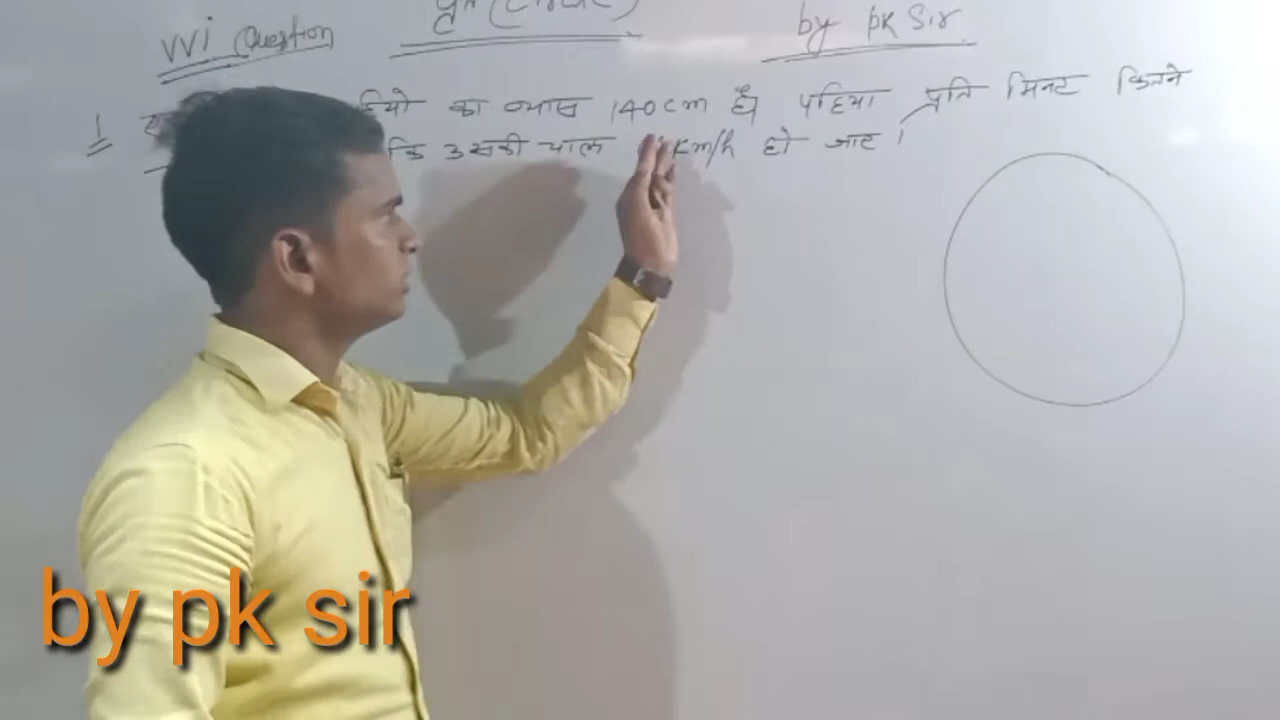 VVi Question
by PK Sir
1 का व्यास 140 cm है। पहिया प्रति मिनट कितने
कि उसकी चाल km/h हो जाए।
by pk sir